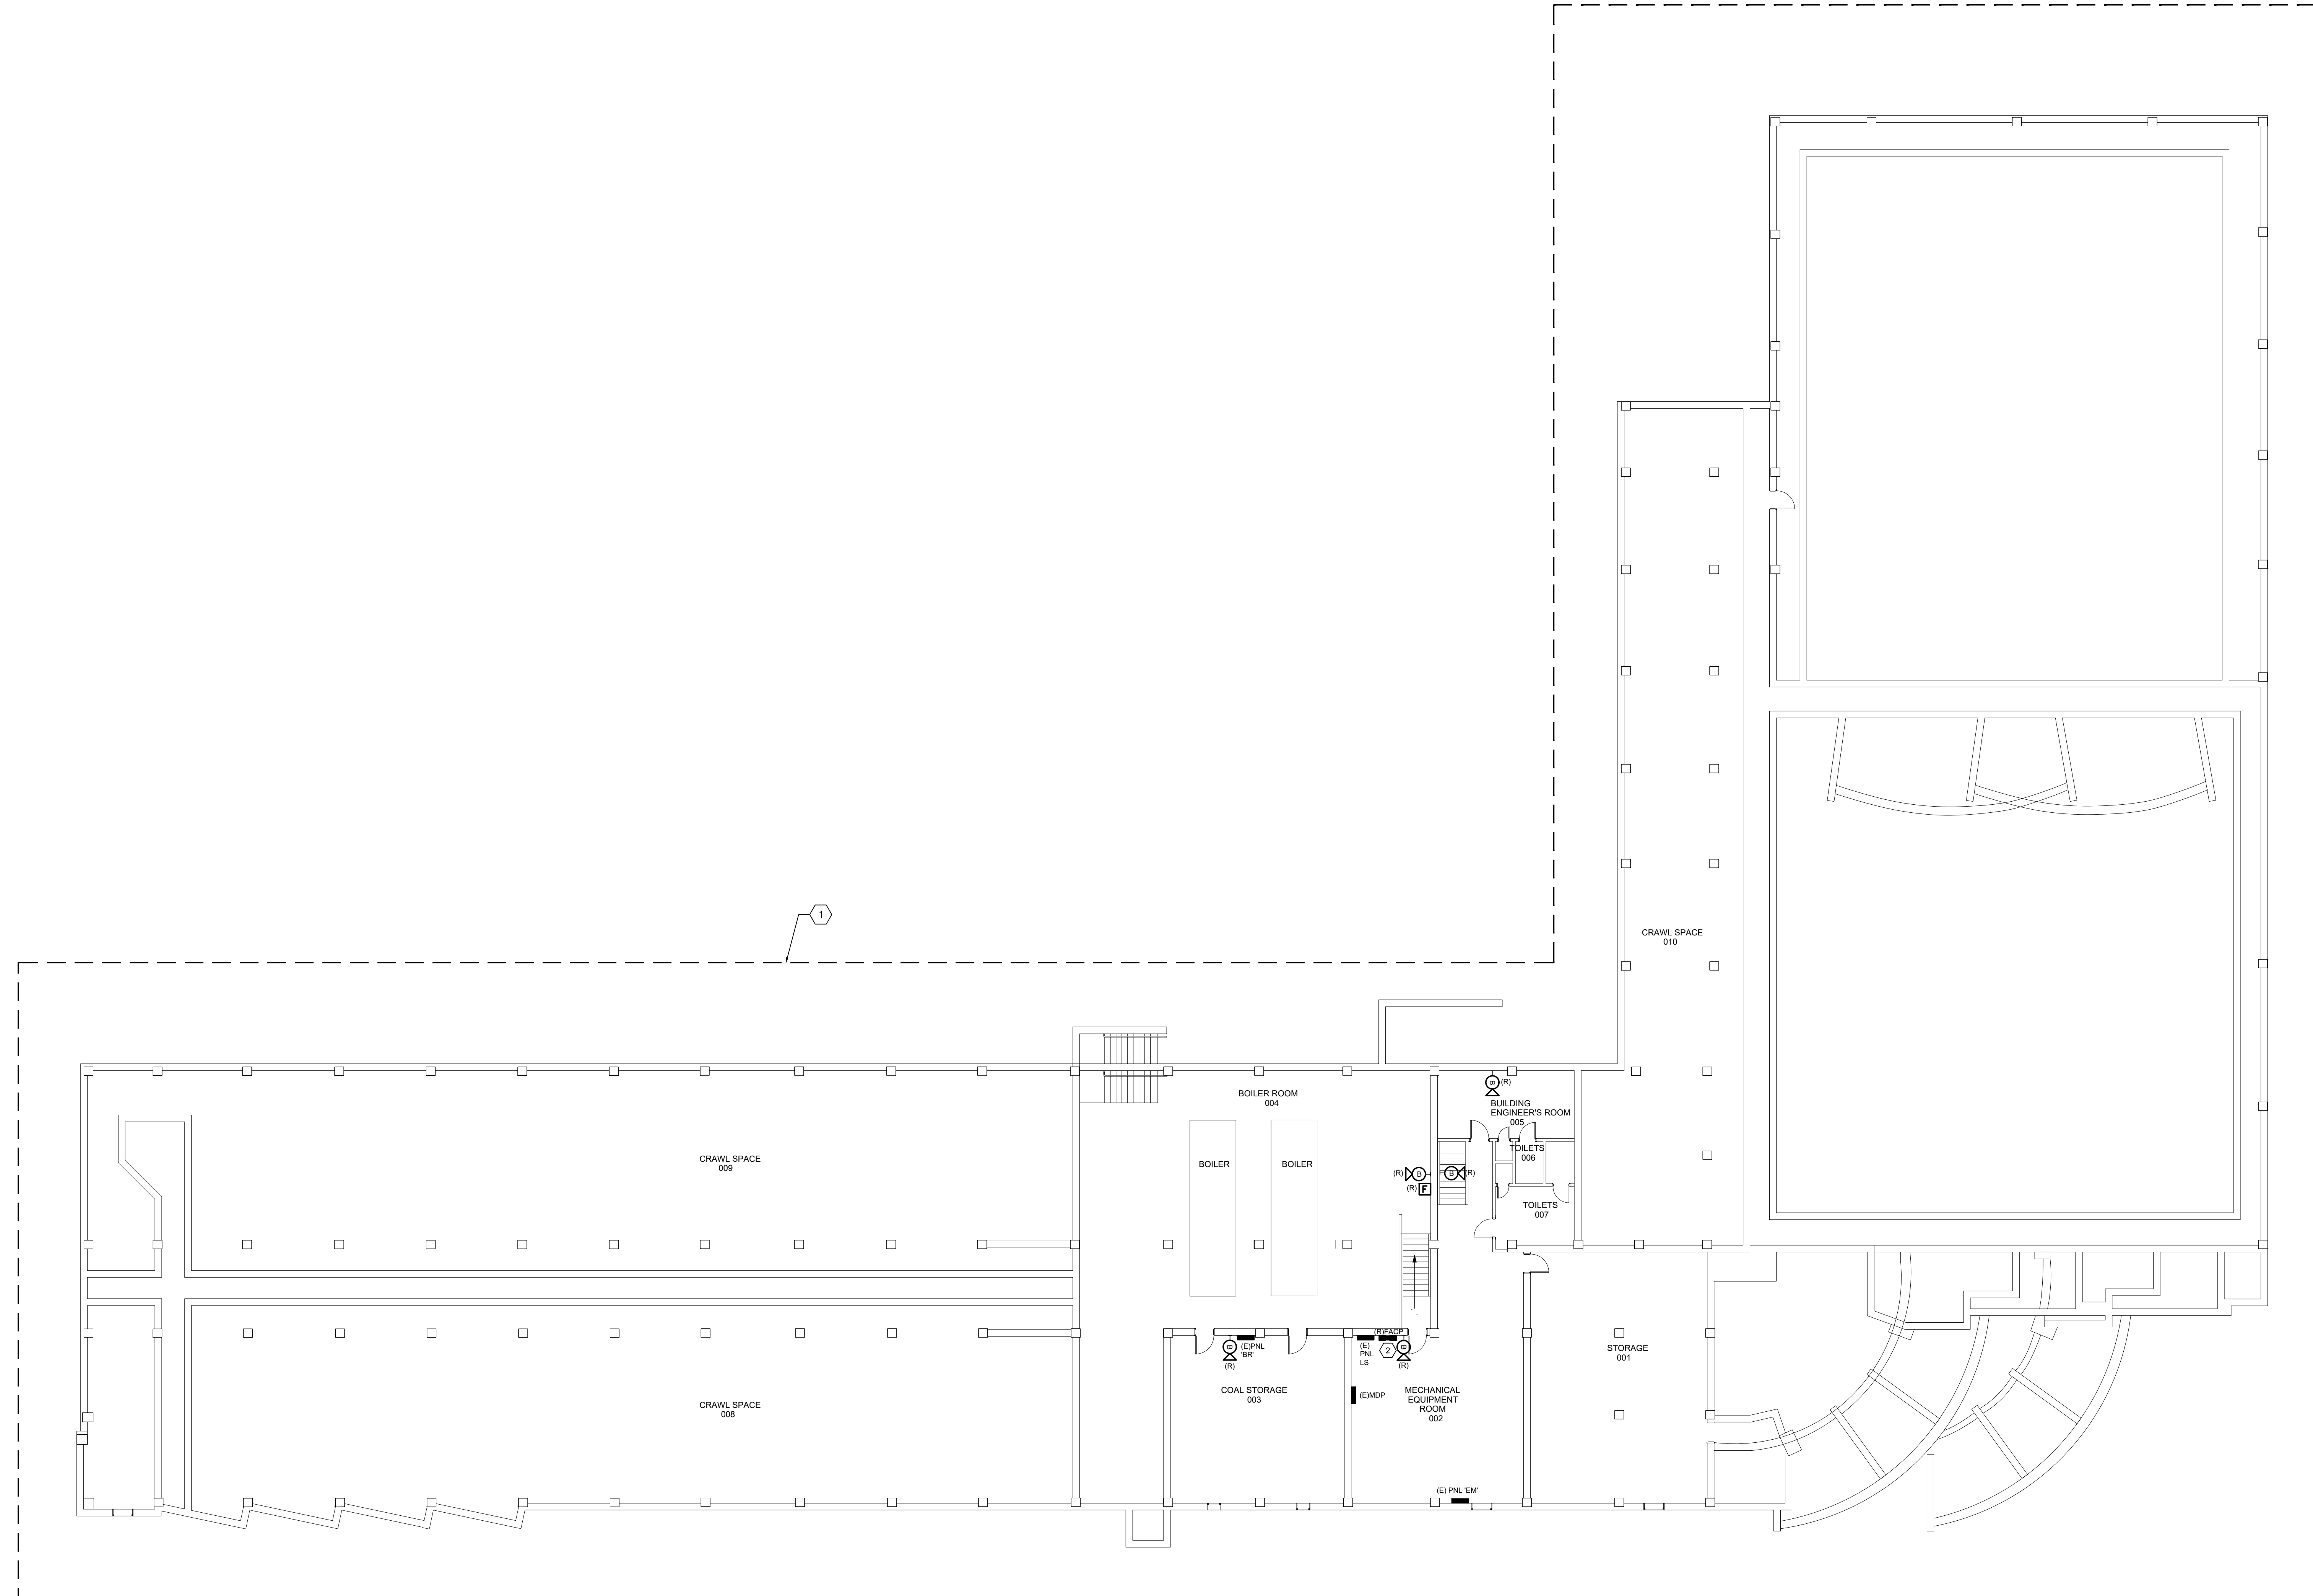 1
CRAWL SPACE
010
BOILER ROOM
004
B
(R)
BUILDING
ENGINEER'S ROOM
005
TOILETS
006
CRAWL SPACE
009
BOILER
BOILER
(R)
B
B
(R)
(R)
F
TOILETS
007
(R)FACP
(E)PNL
'BR'
B
(R)
(E)
PNL
LS
2
B
(R)
STORAGE
001
COAL STORAGE
003
(E)MDP
MECHANICAL
EQUIPMENT
ROOM
002
CRAWL SPACE
008
(E) PNL 'EM'